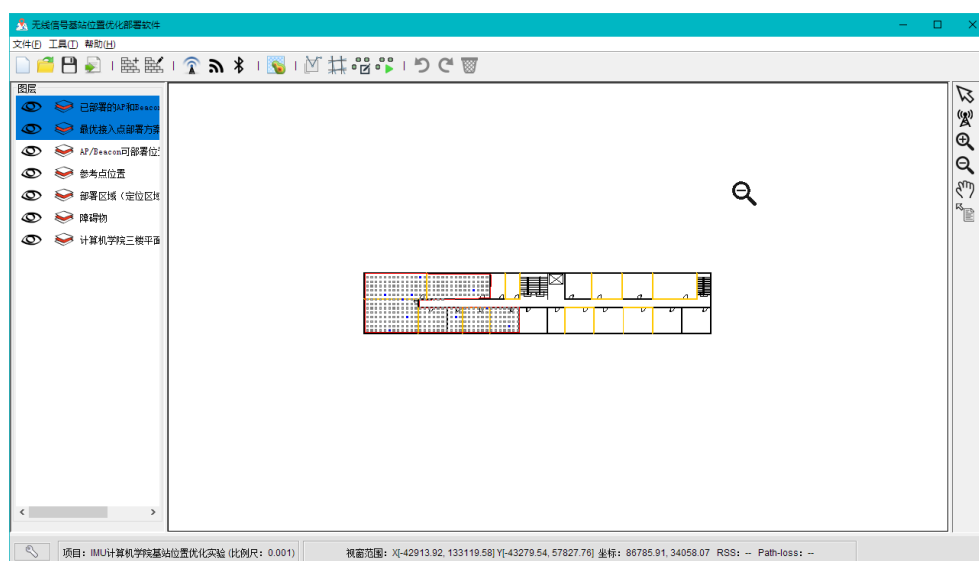 无线信号基站位置优化部署软件
文件(F) 工具(T) 帮助(H)
图层
已部署的AP和Beacon
最优接入点部署方案
AP/Beacon可部署位
参考点位置
部署区域（定位区域
障碍物
计算机学院三楼平面
项目：IMU计算机学院基站位置优化实验 (比例尺：0.001) 视窗范围：X[-42913.92, 133119.58] Y[-43279.54, 57827.76] 坐标：86785.91, 34058.07 RSS：-- Path-loss：--